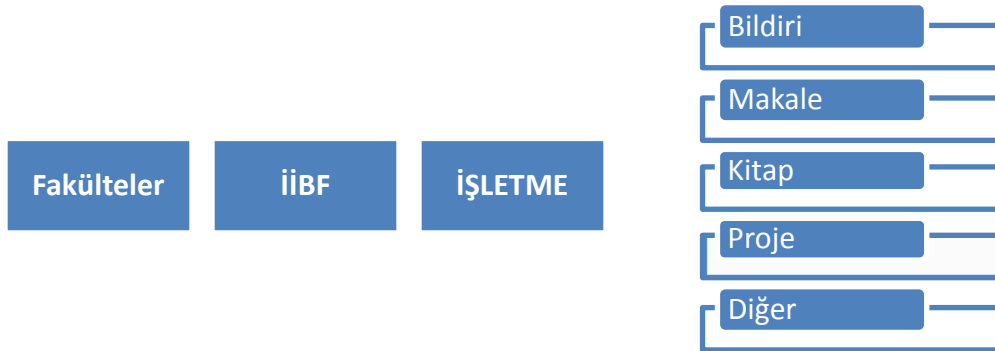 Fakülteler
İİBF
İŞLETME
Bildiri
Makale
Kitap
Proje
Diğer